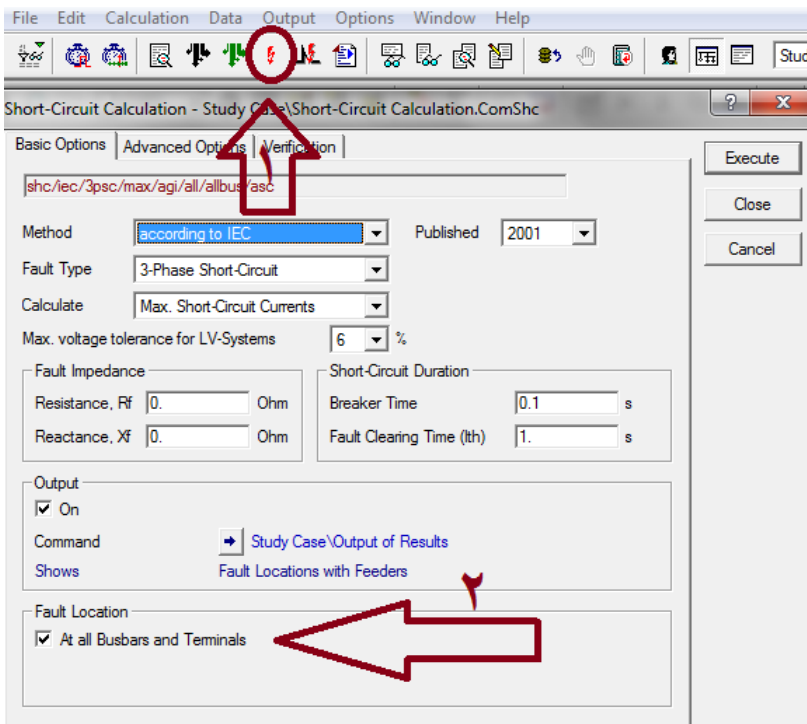 File Edit Calculation Data Output Options Window Help
Stud
Short-Circuit Calculation - Study Case\Short-Circuit Calculation.ComShc
Basic Options Advanced Options Verification
Execute
shc/iec/3psc/max/agi/all/allbus/asc
Close
Method according to IEC Published 2001
Cancel
Fault Type 3-Phase Short-Circuit
Calculate Max. Short-Circuit Currents
Max. voltage tolerance for LV-Systems 6 %
Fault Impedance Short-Circuit Duration
Resistance, Rf 0. Ohm Breaker Time 0.1 s
Reactance, Xf 0. Ohm Fault Clearing Time (Ith) 1. s
Output
On
Command Study Case\Output of Results
Shows Fault Locations with Feeders
Fault Location
At all Busbars and Terminals
۱
۲